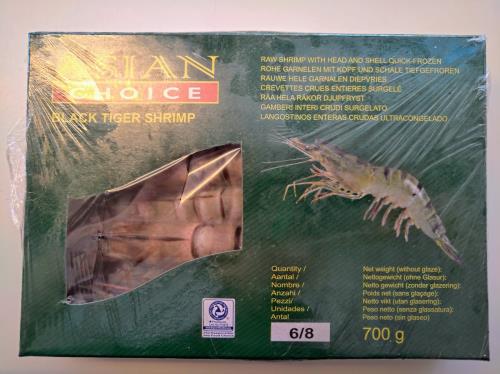 ASIAN
CHOICE
BLACK TIGER SHRIMP
RAW SHRIMP WITH HEAD AND SHELL QUICK-FROZEN
ROHE GARNELEN MIT KOPF UND SCHALE TIEFGEFROREN
RAUWE HELE GARNALEN DIEPVRIES
CREVETTES CRUES ENTIERES SURGELÉ
RÅA HELA RÄKOR DJUPFRYST
GAMBERI INTERI CRUDI SURGELATO
LANGOSTINOS ENTERAS CRUDAS ULTRACONGELADO
Quantity /
Aantal /
Nombre /
Anzahl /
Pezzi/
Unidades /
Antal
6/8
Net weight (without glaze):
Nettogewicht (ohne Glasur):
Netto gewicht (zonder glazering):
Poids net (sans glaçage):
Netto vikt (utan glasering):
Peso netto (senza glassatura):
Peso neto (sin glaseo)
700 g